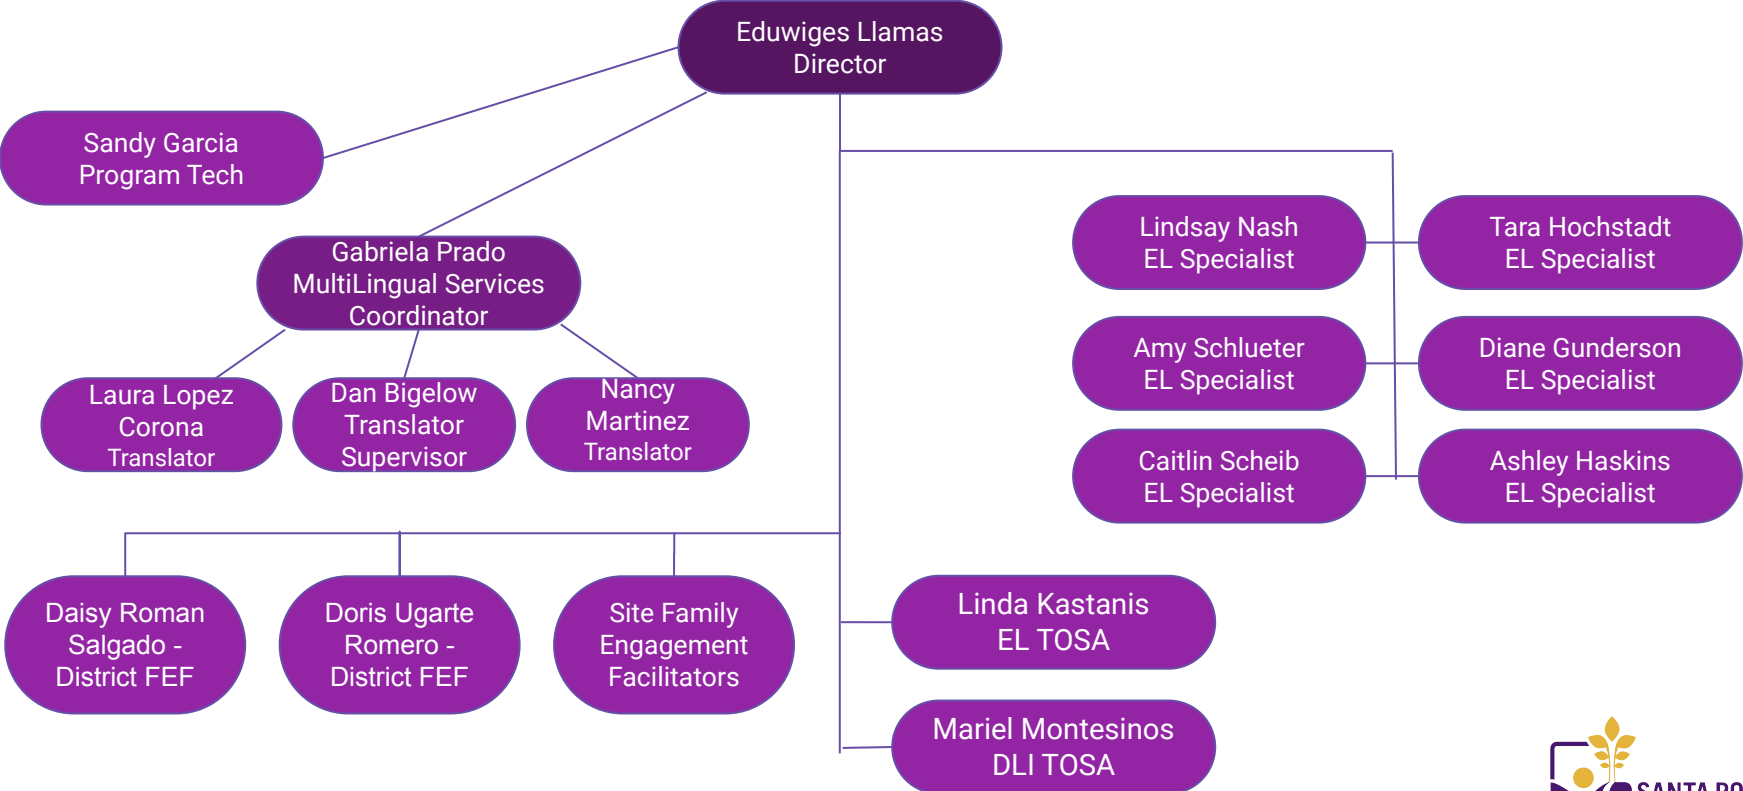 Eduwiges Llamas
Director
Sandy Garcia
Program Tech
Gabriela Prado
MultiLingual Services
Coordinator
Laura Lopez
Corona
Translator
Dan Bigelow
Translator
Supervisor
Nancy
Martinez
Translator
Lindsay Nash
EL Specialist
Tara Hochstadt
EL Specialist
Amy Schlueter
EL Specialist
Diane Gunderson
EL Specialist
Caitlin Scheib
EL Specialist
Ashley Haskins
EL Specialist
Daisy Roman
Salgado -
District FEF
Doris Ugarte
Romero -
District FEF
Site Family
Engagement
Facilitators
Linda Kastanis
EL TOSA
Mariel Montesinos
DLI TOSA
SANTA RO